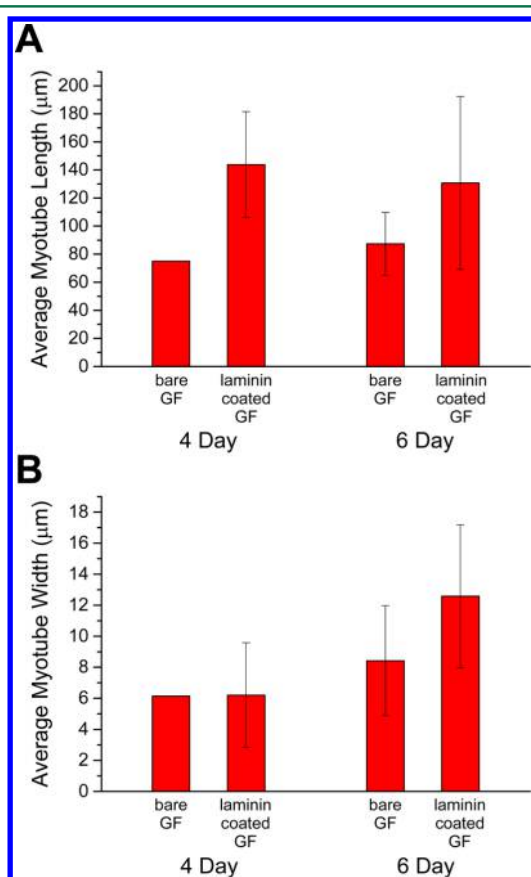 A
Average Myotube Length (μm)
200
180
160
140
120
100
80
60
40
20
0
bare
GF
laminin
coated
GF
bare
GF
laminin
coated
GF
4 Day
6 Day
B
Average Myotube Width (μm)
18
16
14
12
10
8
6
4
2
0
bare
GF
laminin
coated
GF
bare
GF
laminin
coated
GF
4 Day
6 Day